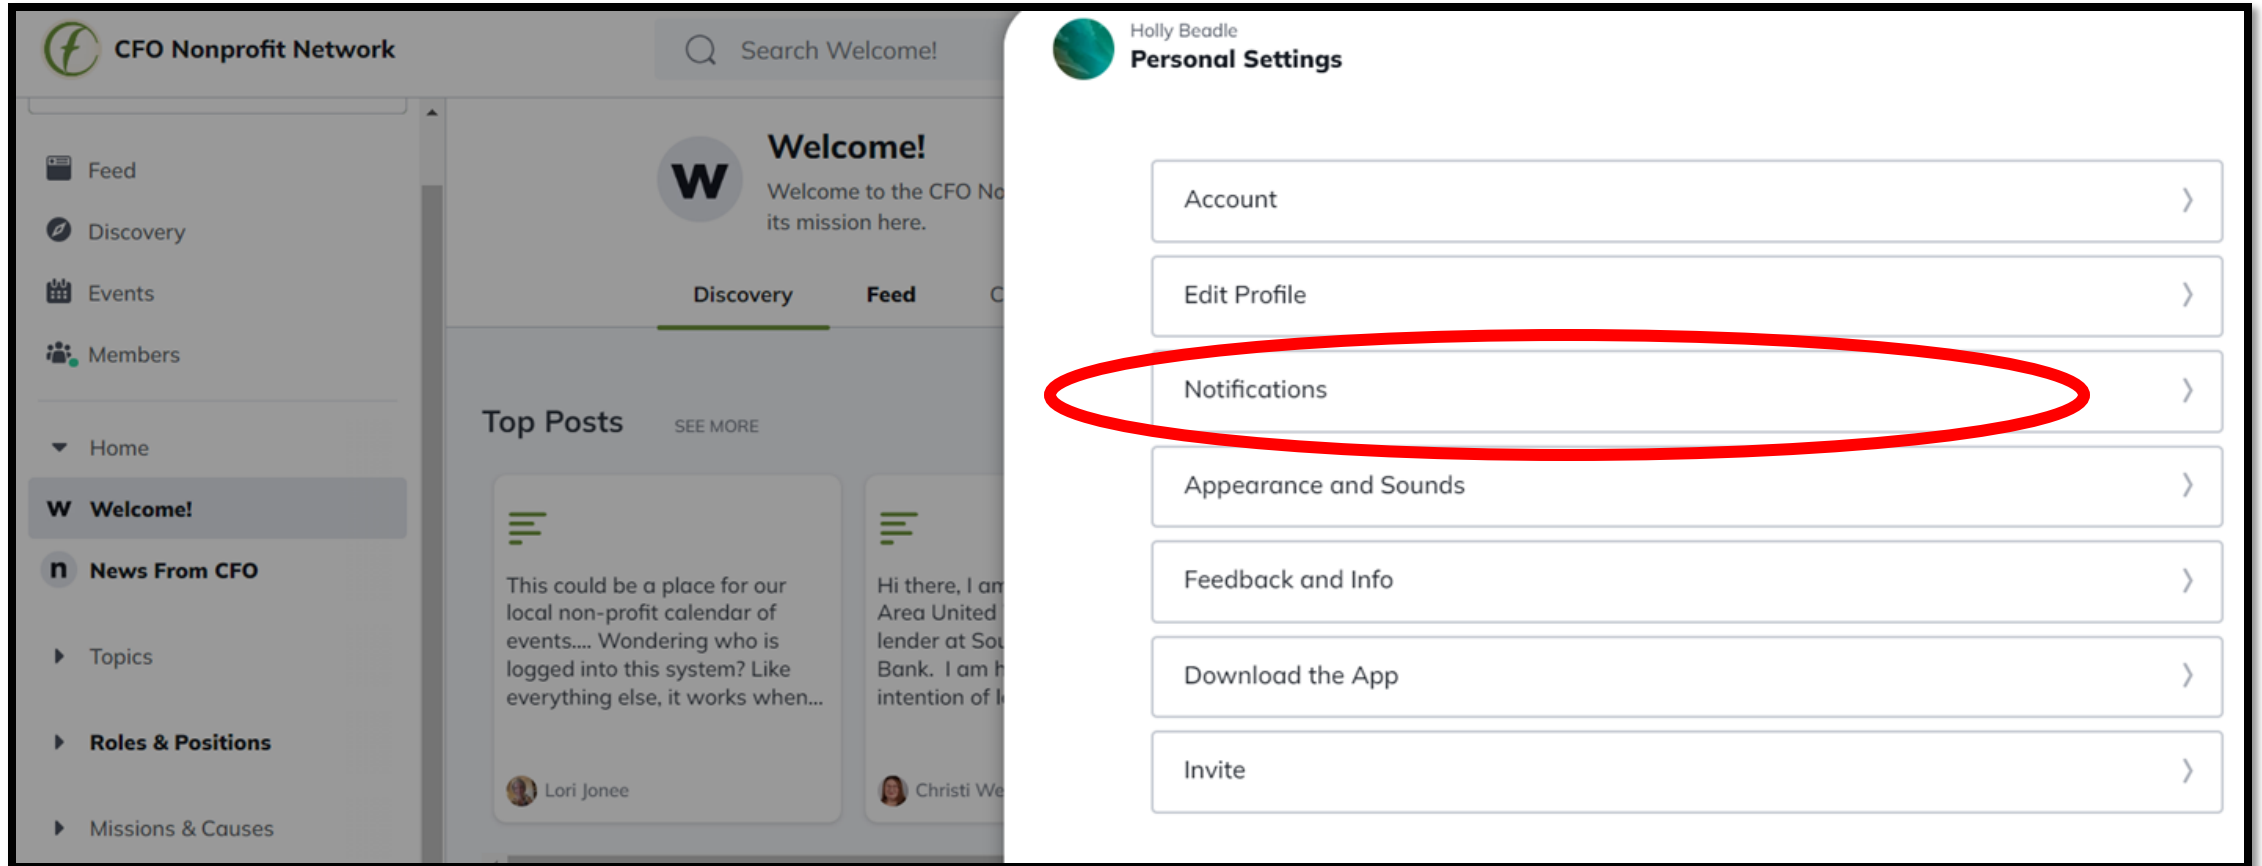 CFO Nonprofit Network
Search Welcome!
Feed
Discovery
Events
Members
Home
W Welcome!
n News From CFO
Topics
Roles & Positions
Missions & Causes
W
Welcome!
Welcome to the CFO No
its mission here.
Discovery Feed C
Top Posts SEE MORE
This could be a place for our
local non-profit calendar of
events.... Wondering who is
logged into this system? Like
everything else, it works when...
Lori Jonee
Hi there, I am
Area United
lender at Sou
Bank. I am h
intention of l
Christi We
Holly Beadle
Personal Settings
Account
Edit Profile
Notifications
Appearance and Sounds
Feedback and Info
Download the App
Invite